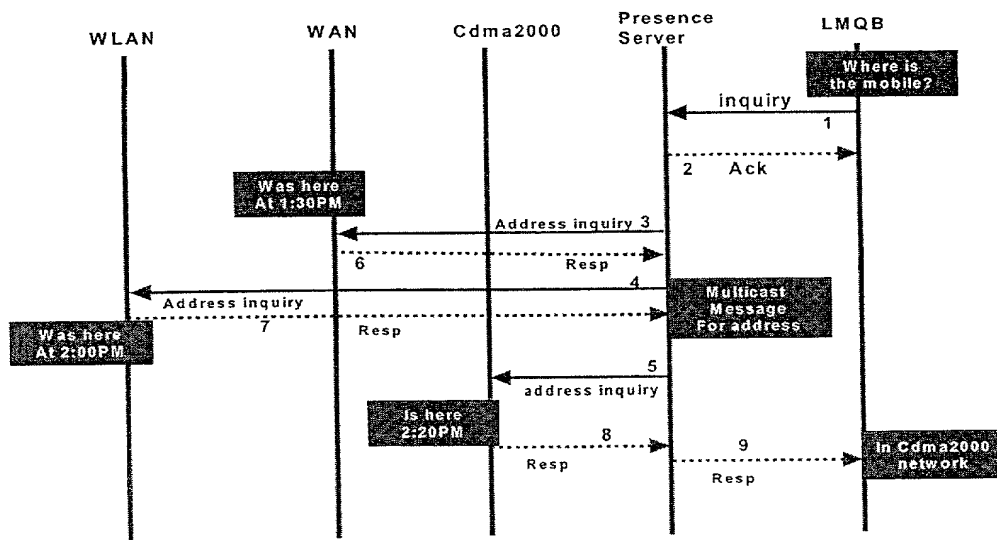 WLAN
WAN
Cdma2000
Presence
Server
LMQB
Where is
the mobile?
inquiry
1
2
Ack
Was here
At 1:30PM
Address inquiry 3
6
Resp
4
Address inquiry
Multicast
Message
For address
7
Resp
Was here
At 2:00PM
5
address inquiry
Is here
2:20PM
8
Resp
9
Resp
In Cdma2000
network